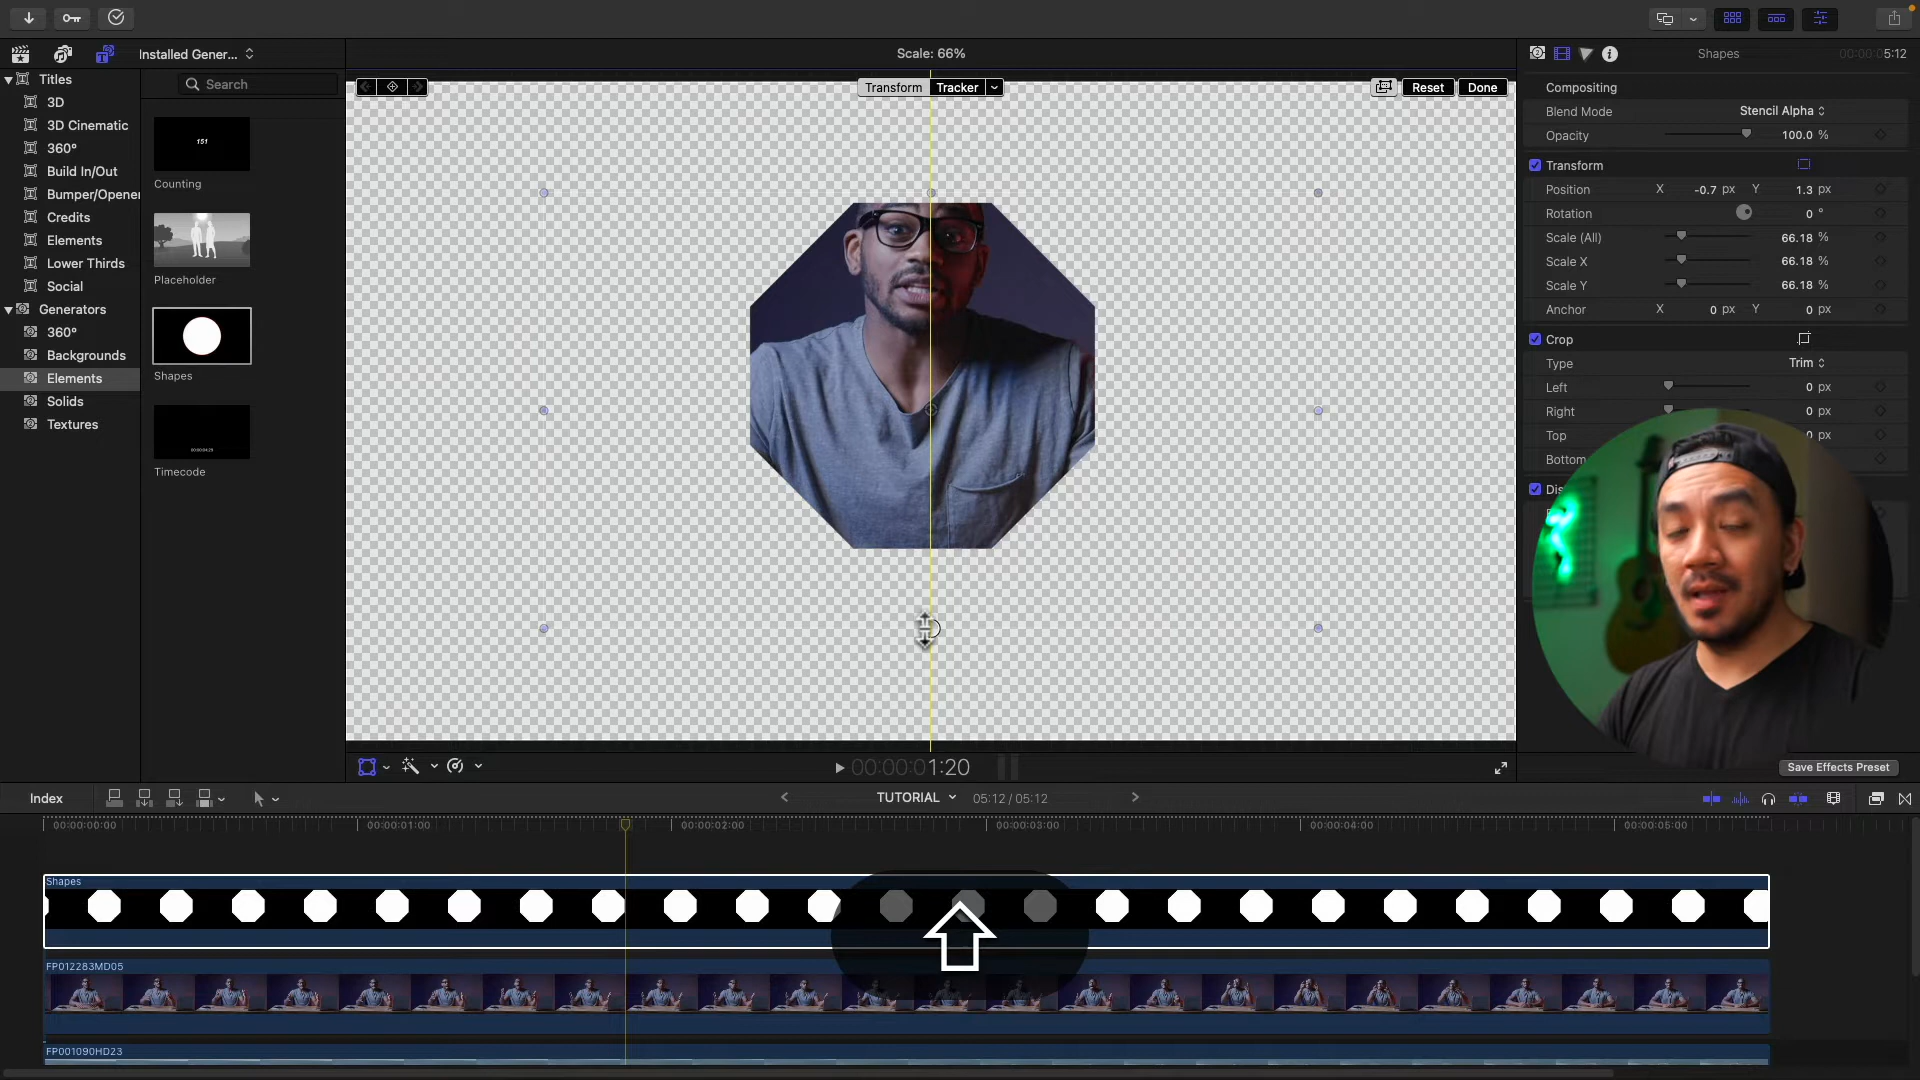 Installed Gener...
Scale: 66%
Shapes
00:00:05:12
Titles
3D
3D Cinematic
360°
Build In/Out
Bumper/Opener
Credits
Elements
Lower Thirds
Social
Generators
360°
Backgrounds
Elements
Solids
Textures
Search
151
Counting
Placeholder
Shapes
Timecode
Transform
Tracker
Reset
Done
Compositing
Blend Mode
Stencil Alpha
Opacity
100.0 %
Transform
Position
X -0.7 px Y 1.3 px
Rotation
0 °
Scale (All)
66.18 %
Scale X
66.18 %
Scale Y
66.18 %
Anchor
X 0 px Y 0 px
Crop
Type
Trim
Left
0 px
Right
0 px
Top
0 px
Bottom
Dis
00:00:01:20
Save Effects Preset
Index
TUTORIAL
05:12 / 05:12
00:00:00:00
00:00:01:00
00:00:02:00
00:00:03:00
00:00:04:00
00:00:05:00
Shapes
FP012283MD05
FP001090HD23